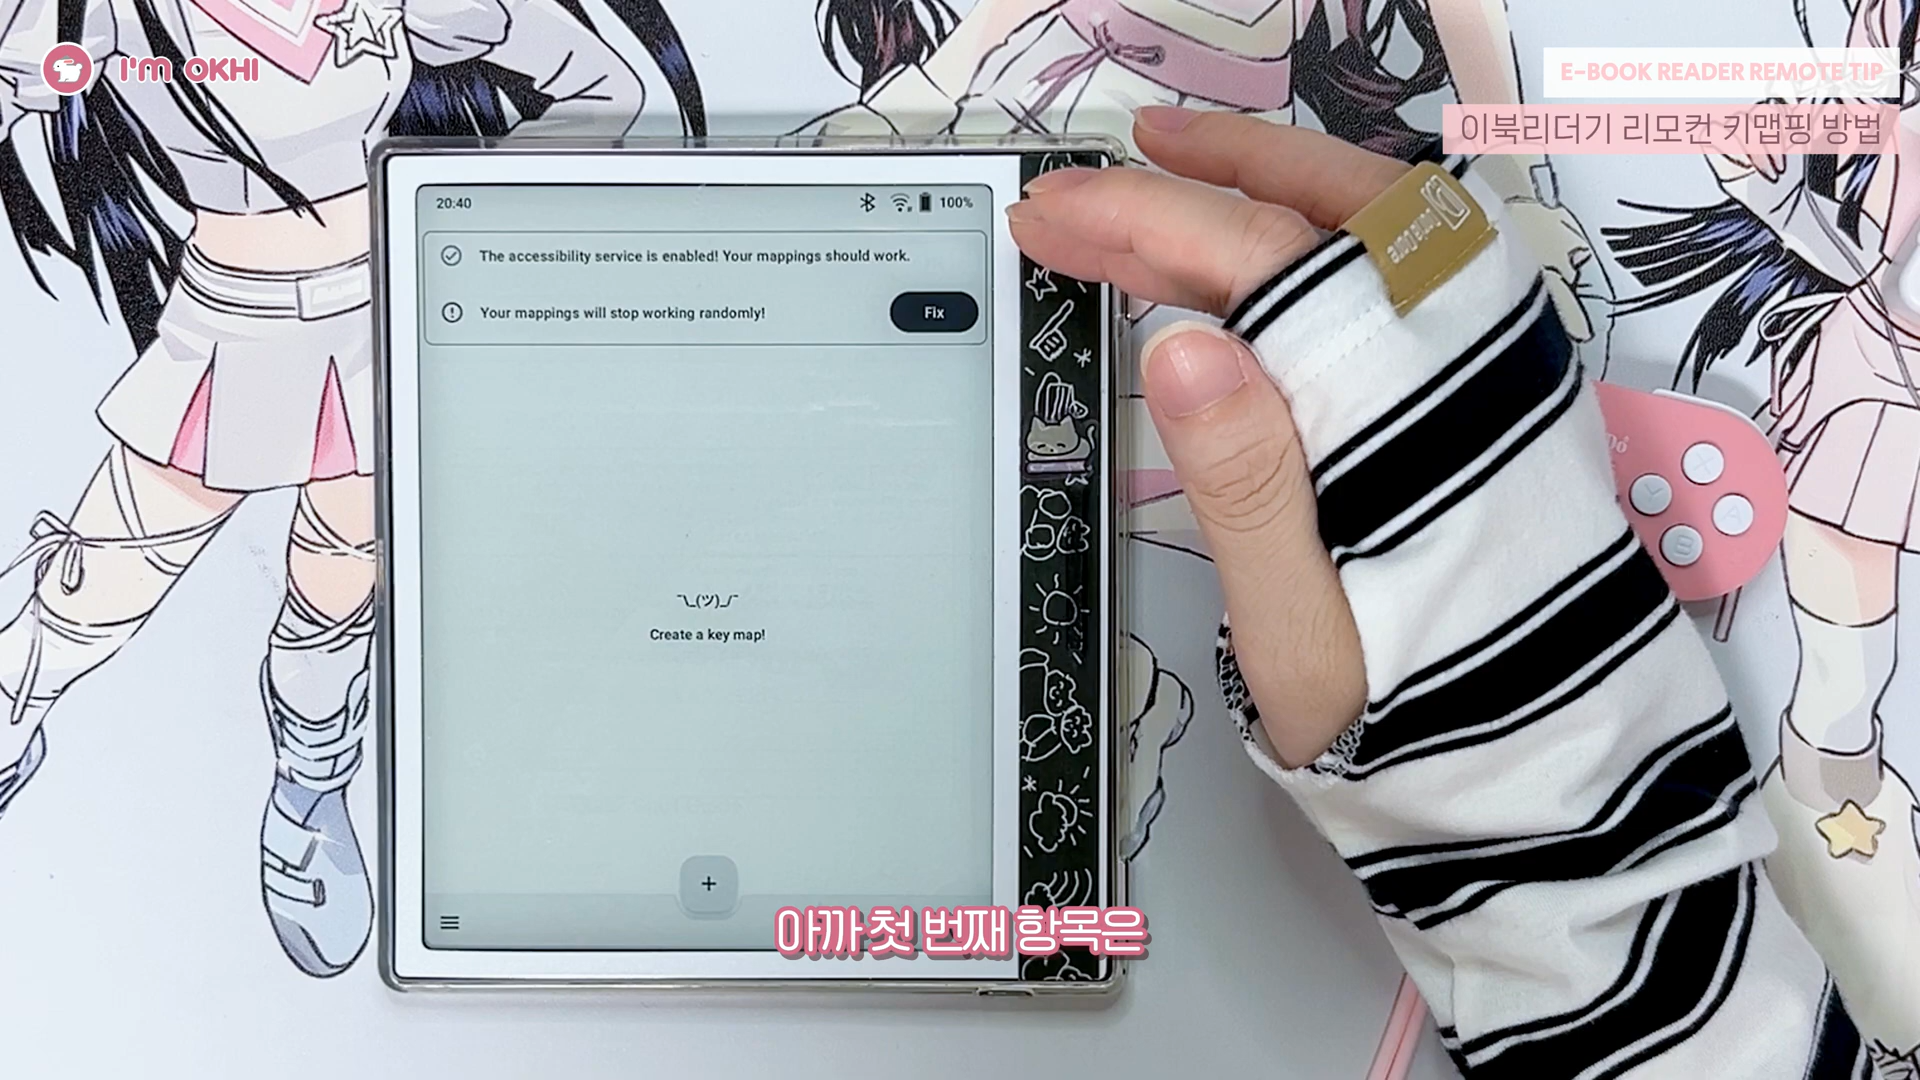 I'M OKHI
E-BOOK READER REMOTE TIP
이북리더기 리모컨 키맵핑 방법
20:40
100%
The accessibility service is enabled! Your mappings should work.
Your mappings will stop working randomly!
Fix
¯\_(ツ)_/¯
Create a key map!
+
X
Y
A
B
아까 첫 번째 항목은